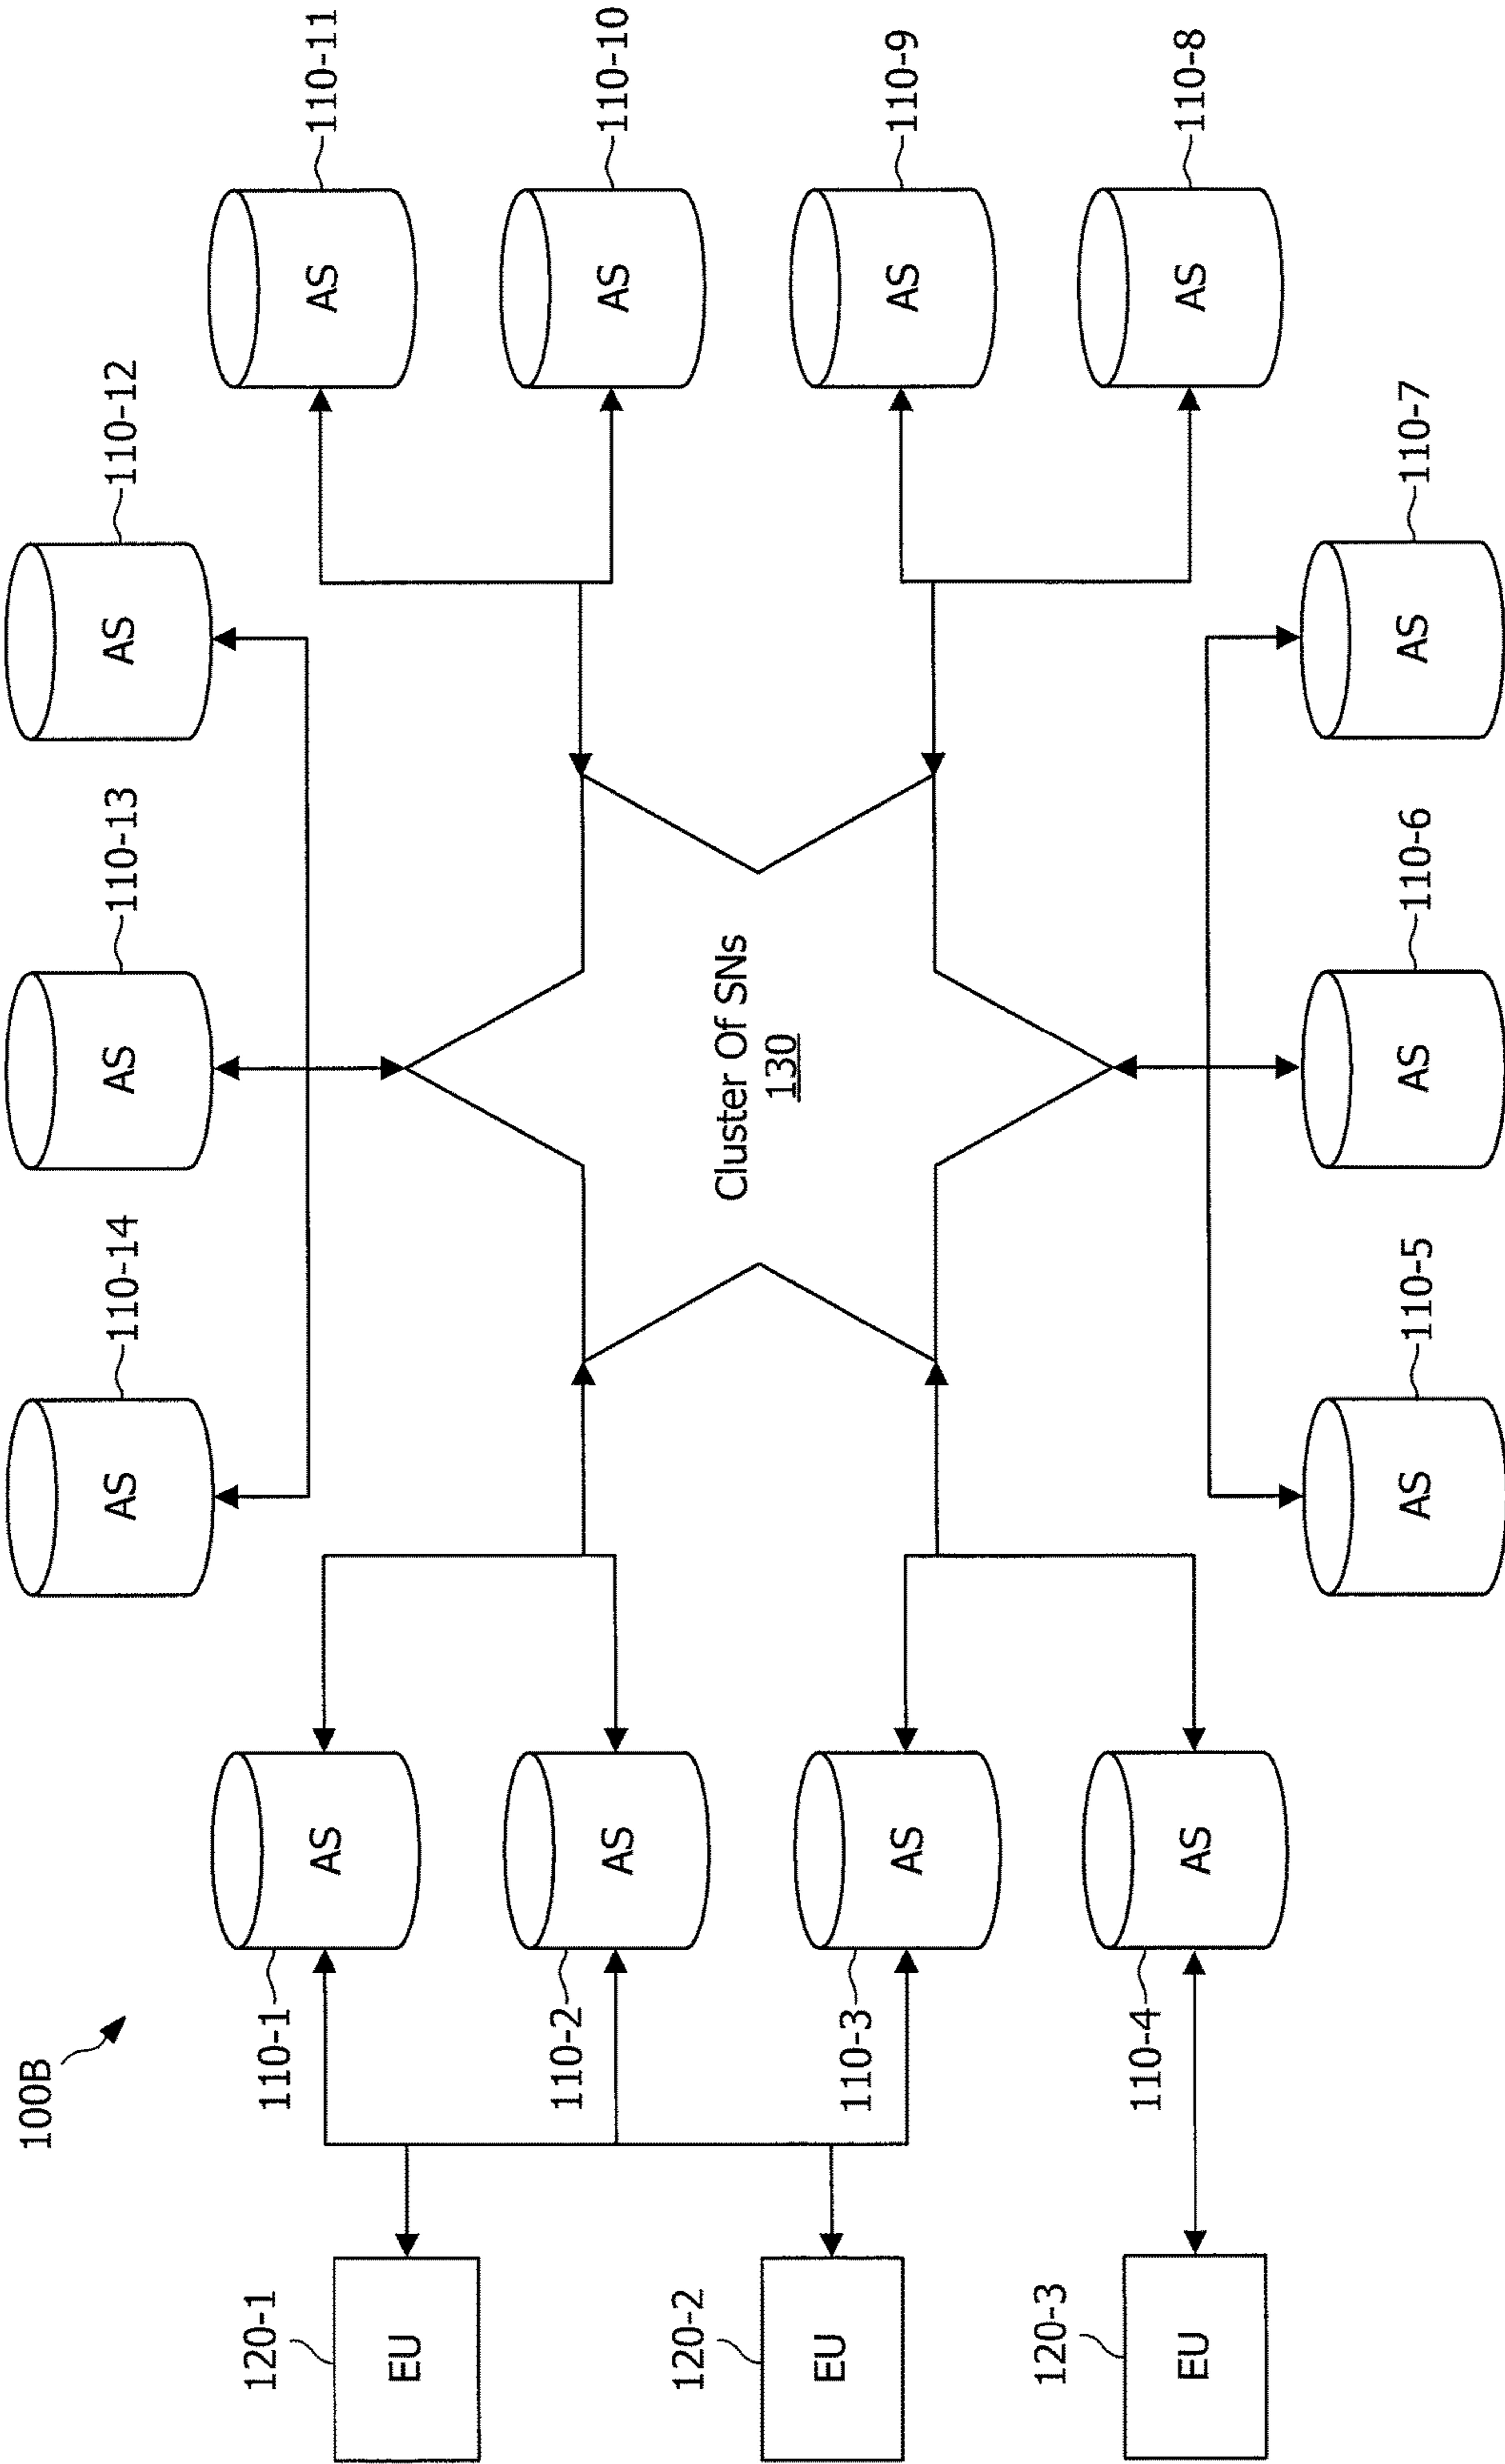 100B
110-14
AS
110-13
AS
110-12
AS
110-1
AS
110-2
AS
110-3
AS
110-4
AS
120-1
EU
120-2
EU
120-3
EU
Cluster Of SNs
130
110-11
AS
110-10
AS
110-9
AS
110-8
AS
110-5
AS
110-6
AS
110-7
AS